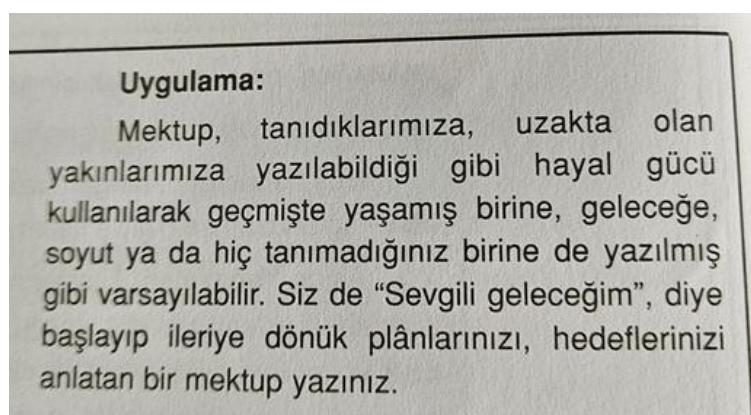 Uygulama:
Mektup, tanıdıklarımıza, uzakta olan
yakınlarımıza yazılabildiği gibi hayal gücü
kullanılarak geçmişte yaşamış birine, geleceğe,
soyut ya da hiç tanımadığınız birine de yazılmış
gibi varsayılabilir. Siz de “Sevgili geleceğim”, diye
başlayıp ileriye dönük plânlarınızı, hedeflerinizi
anlatan bir mektup yazınız.